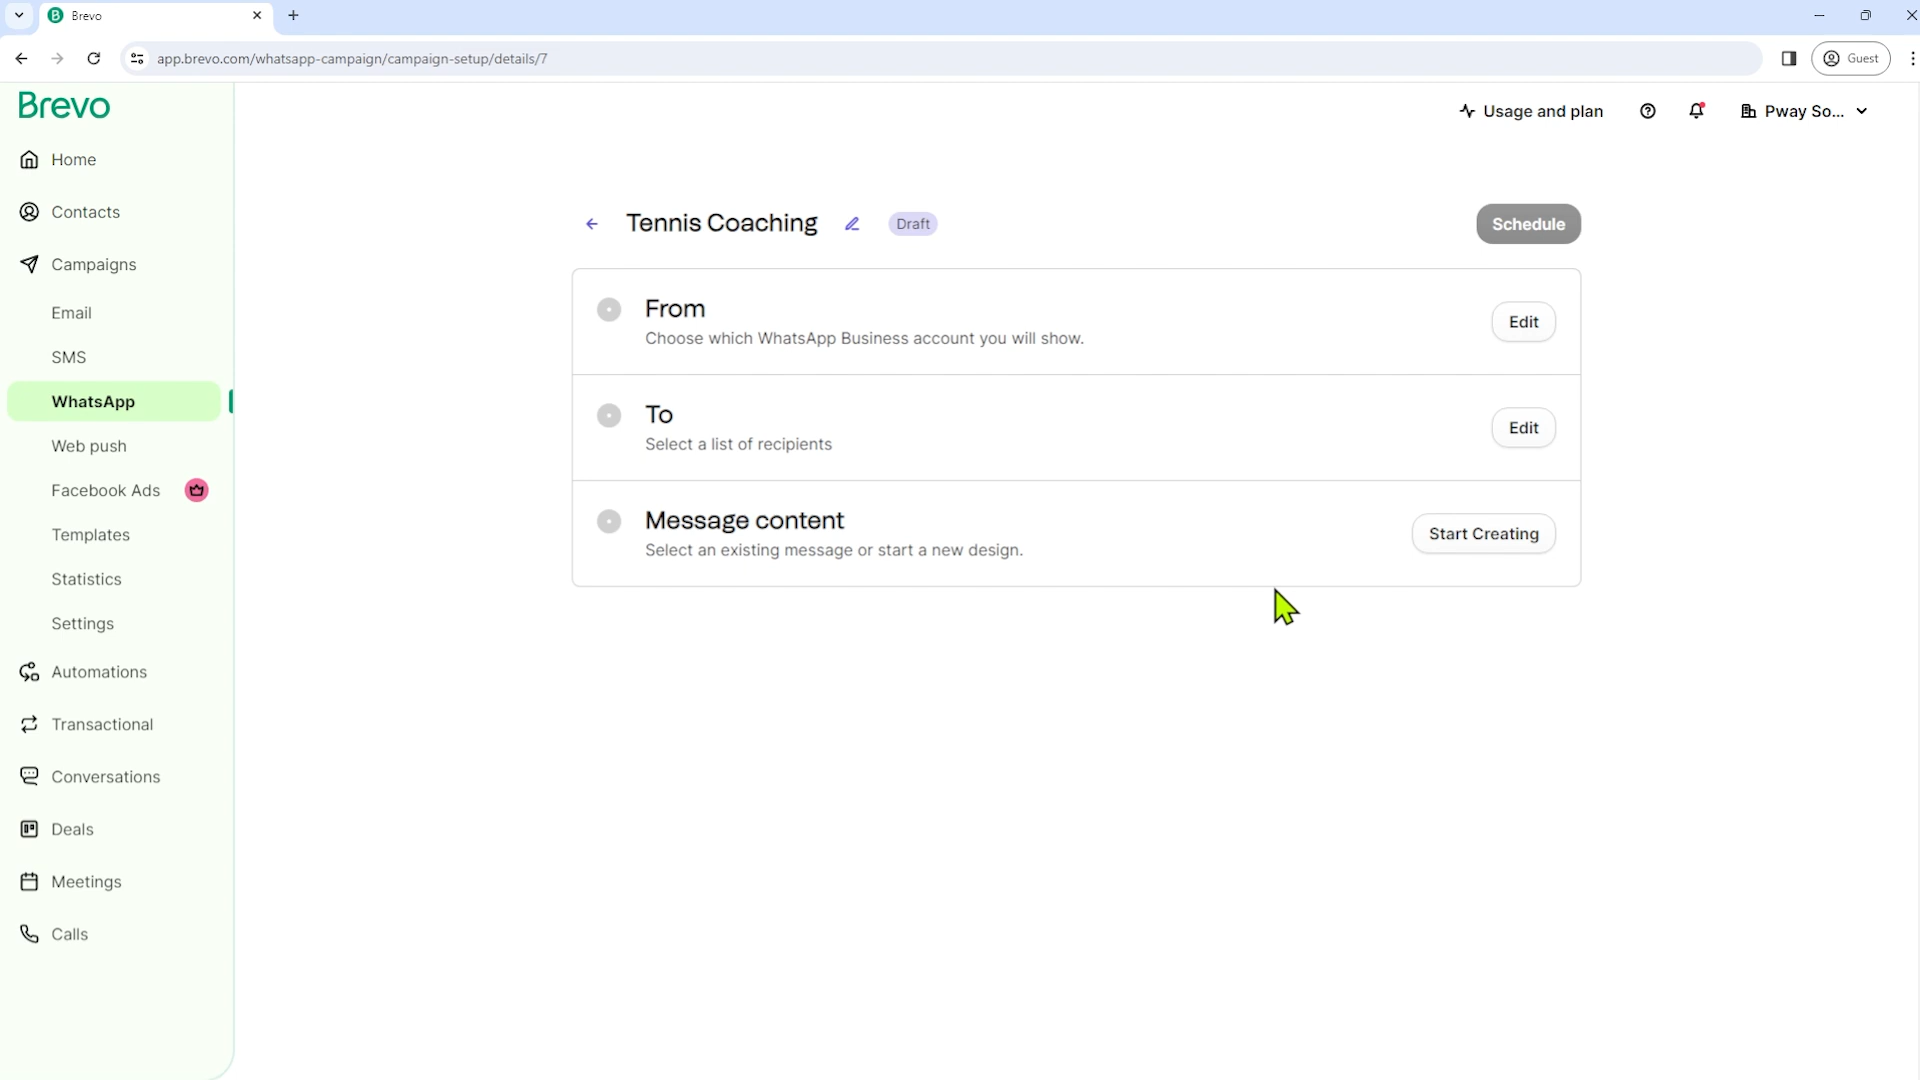 Brevo
app.brevo.com/whatsapp-campaign/campaign-setup/details/7
Guest
Brevo
Usage and plan
Pway So...
Home
Contacts
Campaigns
Email
SMS
WhatsApp
Web push
Facebook Ads
Templates
Statistics
Settings
Automations
Transactional
Conversations
Deals
Meetings
Calls
Tennis Coaching
Draft
Schedule
From
Choose which WhatsApp Business account you will show.
Edit
To
Select a list of recipients
Edit
Message content
Select an existing message or start a new design.
Start Creating